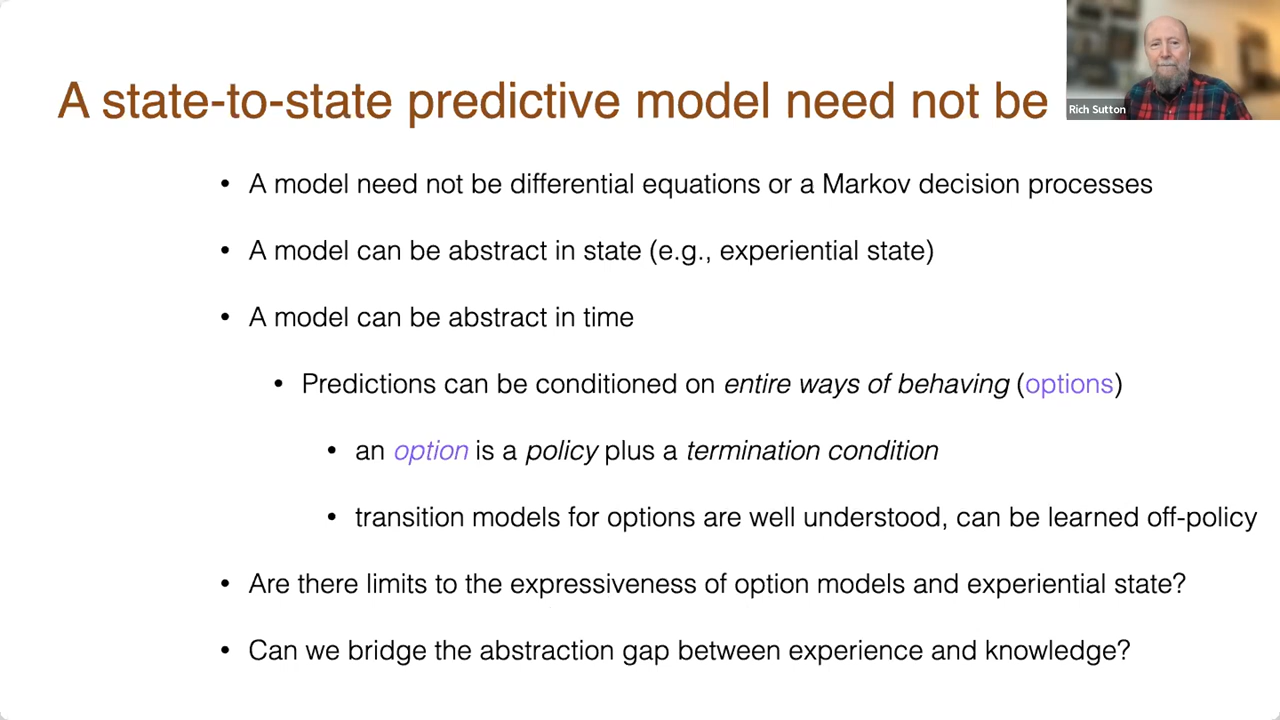 A state-to-state predictive model need not be
Rich Sutton
• A model need not be differential equations or a Markov decision processes
• A model can be abstract in state (e.g., experiential state)
• A model can be abstract in time
• Predictions can be conditioned on entire ways of behaving (options)
• an option is a policy plus a termination condition
• transition models for options are well understood, can be learned off-policy
• Are there limits to the expressiveness of option models and experiential state?
• Can we bridge the abstraction gap between experience and knowledge?